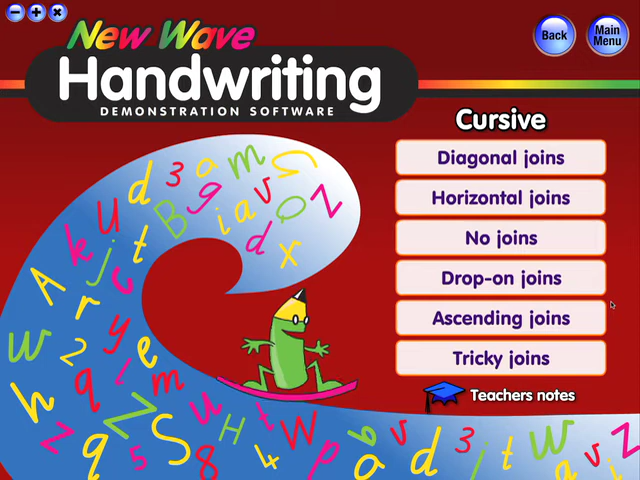 New Wave
Handwriting
DEMONSTRATION SOFTWARE
Back
Main
Menu
Cursive
Diagonal joins
Horizontal joins
No joins
Drop-on joins
Ascending joins
Tricky joins
Teachers notes